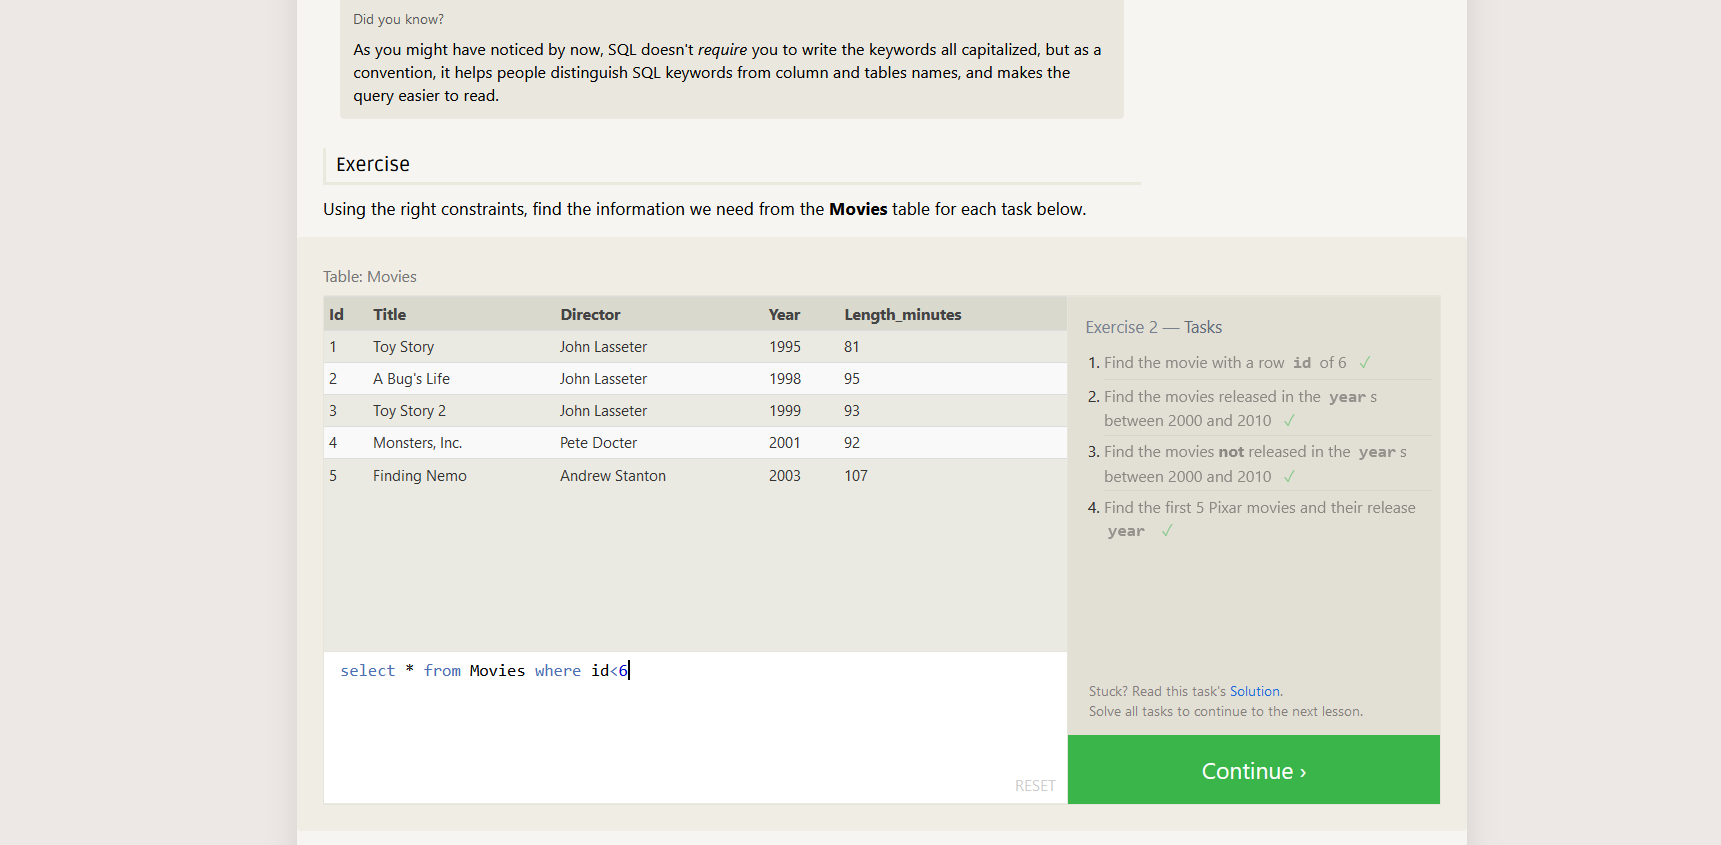 Did you know?
As you might have noticed by now, SQL doesn't require you to write the keywords all capitalized, but as a
convention, it helps people distinguish SQL keywords from column and tables names, and makes the
query easier to read.
Exercise
Using the right constraints, find the information we need from the Movies table for each task below.
Table: Movies
Id Title Director Year Length_minutes
1 Toy Story John Lasseter 1995 81
2 A Bug's Life John Lasseter 1998 95
3 Toy Story 2 John Lasseter 1999 93
4 Monsters, Inc. Pete Docter 2001 92
5 Finding Nemo Andrew Stanton 2003 107
select * from Movies where id<6
RESET
Exercise 2 — Tasks
1. Find the movie with a row id of 6 ✓
2. Find the movies released in the year s
between 2000 and 2010 ✓
3. Find the movies not released in the year s
between 2000 and 2010 ✓
4. Find the first 5 Pixar movies and their release
year ✓
Stuck? Read this task's Solution.
Solve all tasks to continue to the next lesson.
Continue ›